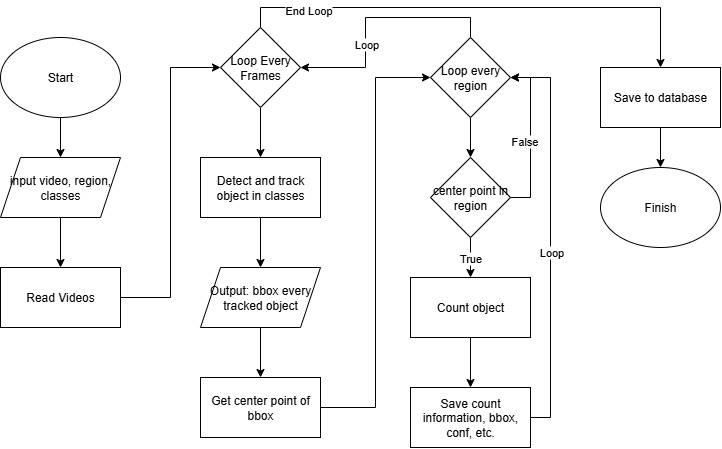 Start
input video, region,
classes
Read Videos
End Loop
Loop Every
Frames
Detect and track
object in classes
Output: bbox every
tracked object
Get center point of
bbox
Loop
Loop every
region
False
center point in
region
True
Count object
Loop
Save count
information, bbox,
conf, etc.
Save to database
Finish